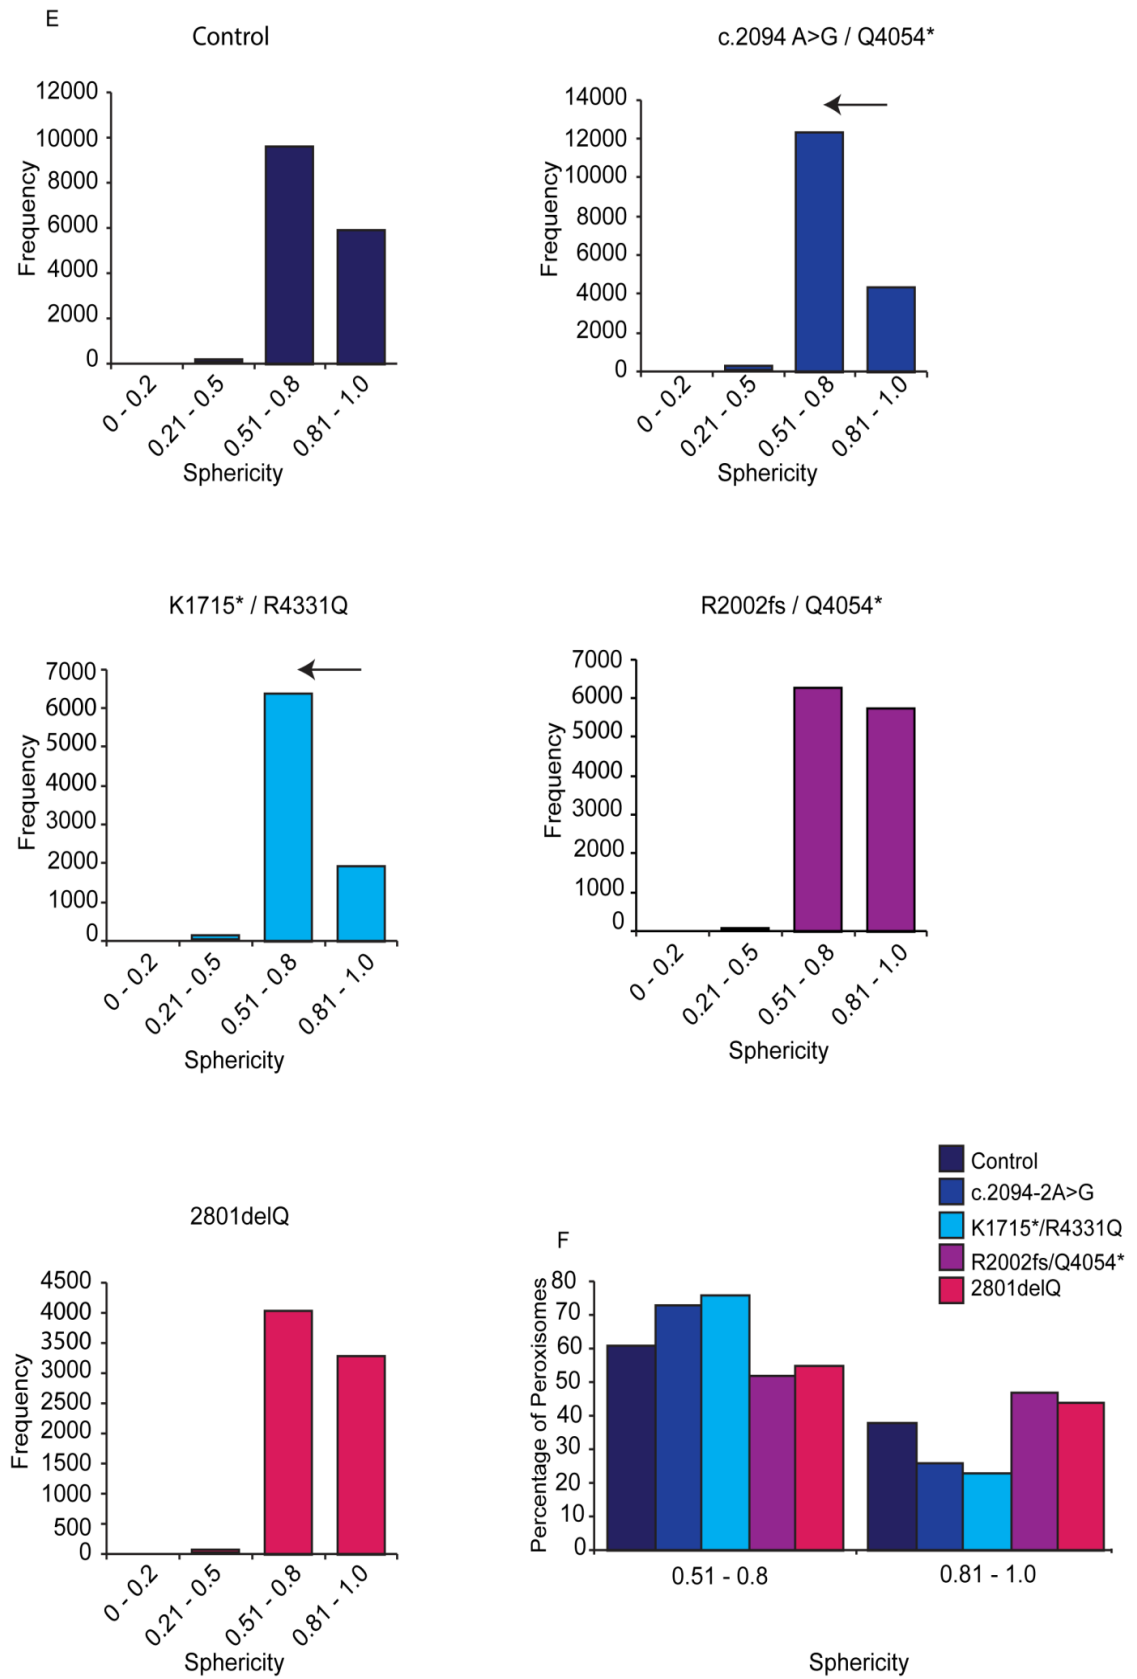 E
Control
12000
10000
8000
6000
4000
2000
0
Frequency
0 - 0.2
0.21 - 0.5
0.51 - 0.8
0.81 - 1.0
Sphericity
c.2094 A>G / Q4054*
14000
12000
10000
8000
6000
4000
2000
0
Frequency
0 - 0.2
0.21 - 0.5
0.51 - 0.8
0.81 - 1.0
Sphericity
K1715* / R4331Q
7000
6000
5000
4000
3000
2000
1000
0
Frequency
0 - 0.2
0.21 - 0.5
0.51 - 0.8
0.81 - 1.0
Sphericity
R2002fs / Q4054*
7000
6000
5000
4000
3000
2000
1000
0
Frequency
0 - 0.2
0.21 - 0.5
0.51 - 0.8
0.81 - 1.0
Sphericity
2801delQ
4500
4000
3500
3000
2500
2000
1500
1000
500
0
Frequency
0 - 0.2
0.21 - 0.5
0.51 - 0.8
0.81 - 1.0
Sphericity
F
Control
c.2094-2A>G
K1715*/R4331Q
R2002fs/Q4054*
2801delQ
80
70
60
50
40
30
20
10
0
Percentage of Peroxisomes
0.51 - 0.8
0.81 - 1.0
Sphericity